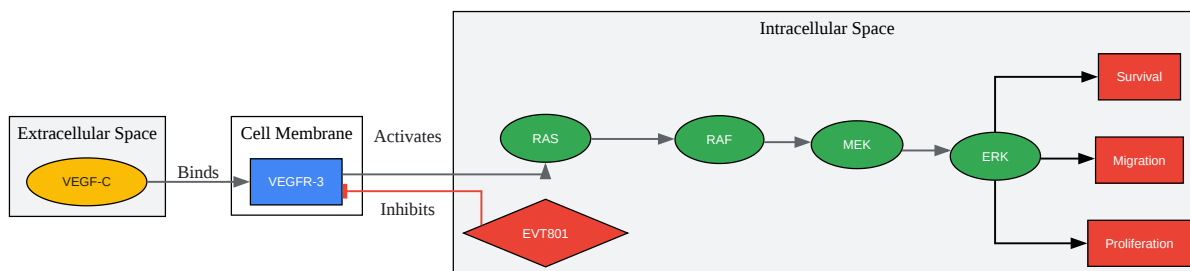 Intracellular Space
Survival
Extracellular Space
Cell Membrane
Activates
RAS
RAF
MEK
ERK
Migration
VEGF-C
Binds
VEGFR-3
Inhibits
EVT801
Proliferation